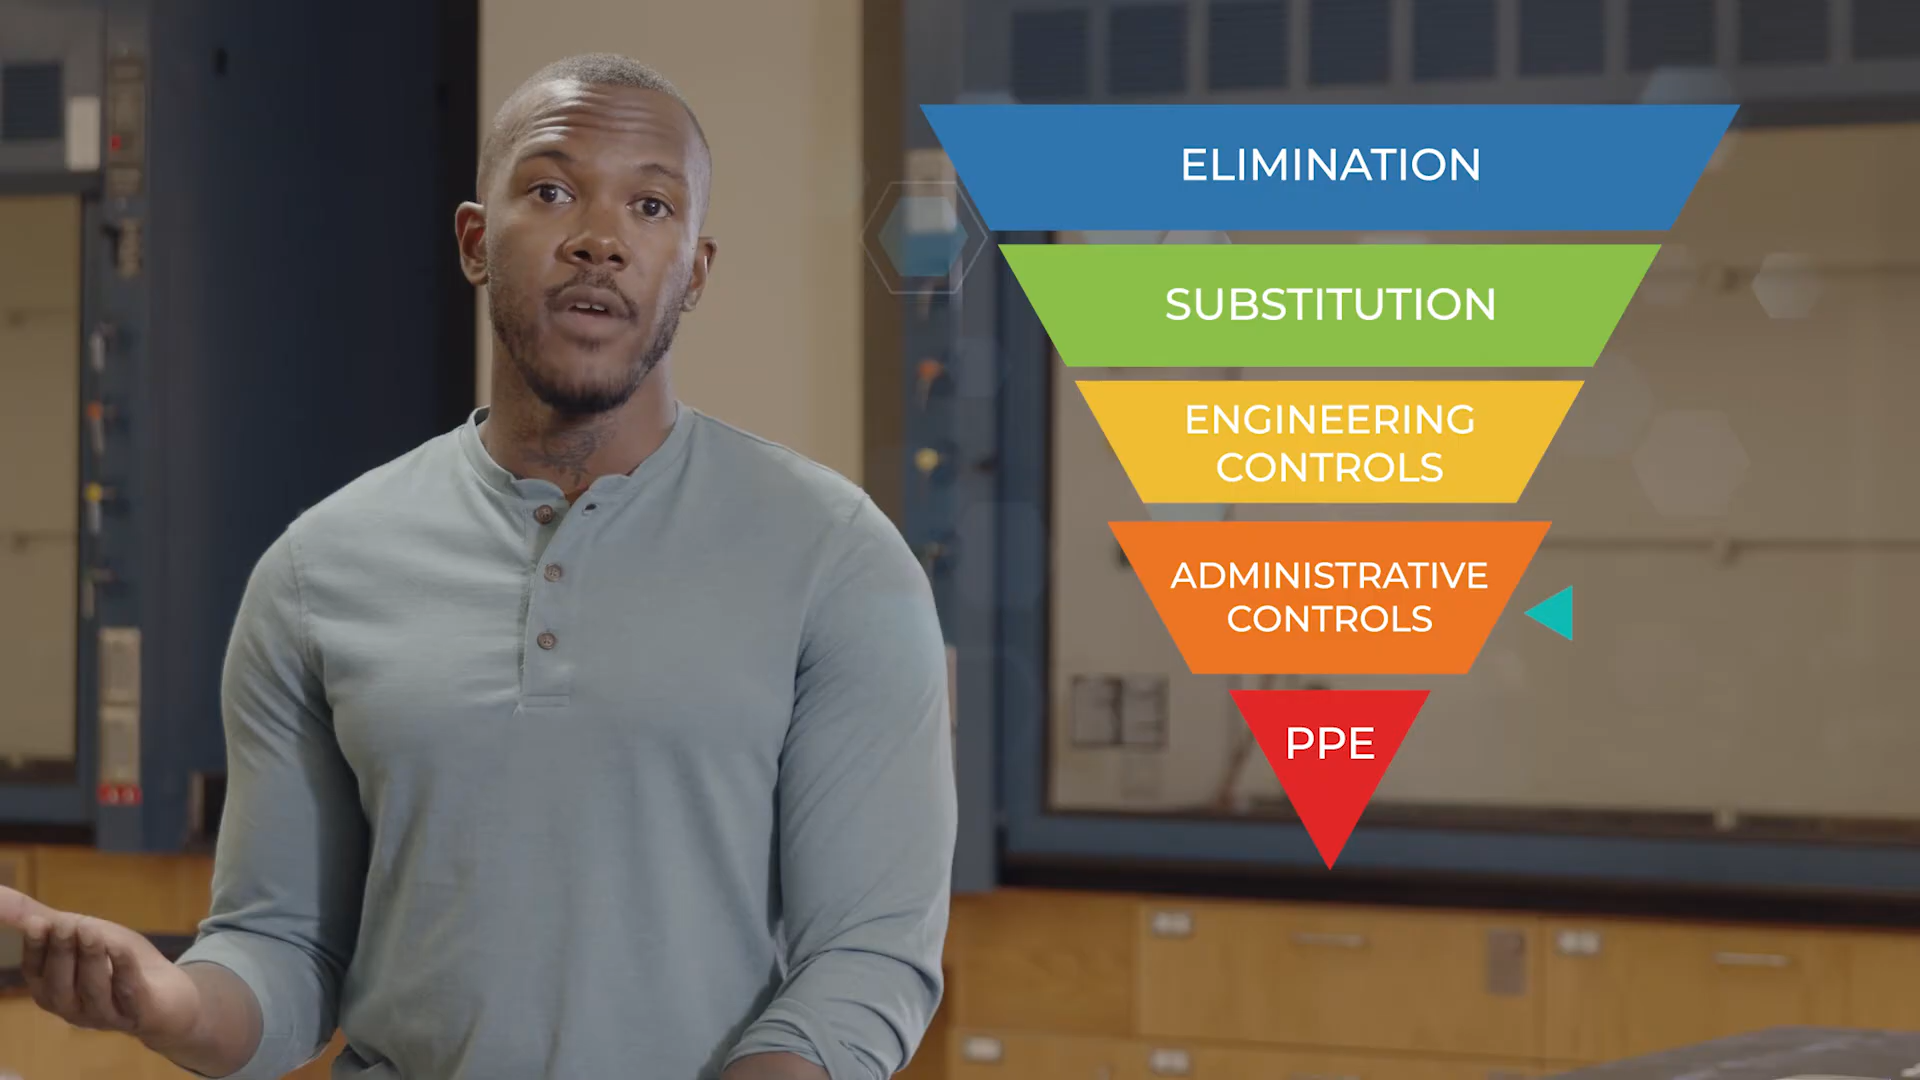 ELIMINATION
SUBSTITUTION
ENGINEERING
CONTROLS
ADMINISTRATIVE
CONTROLS
PPE